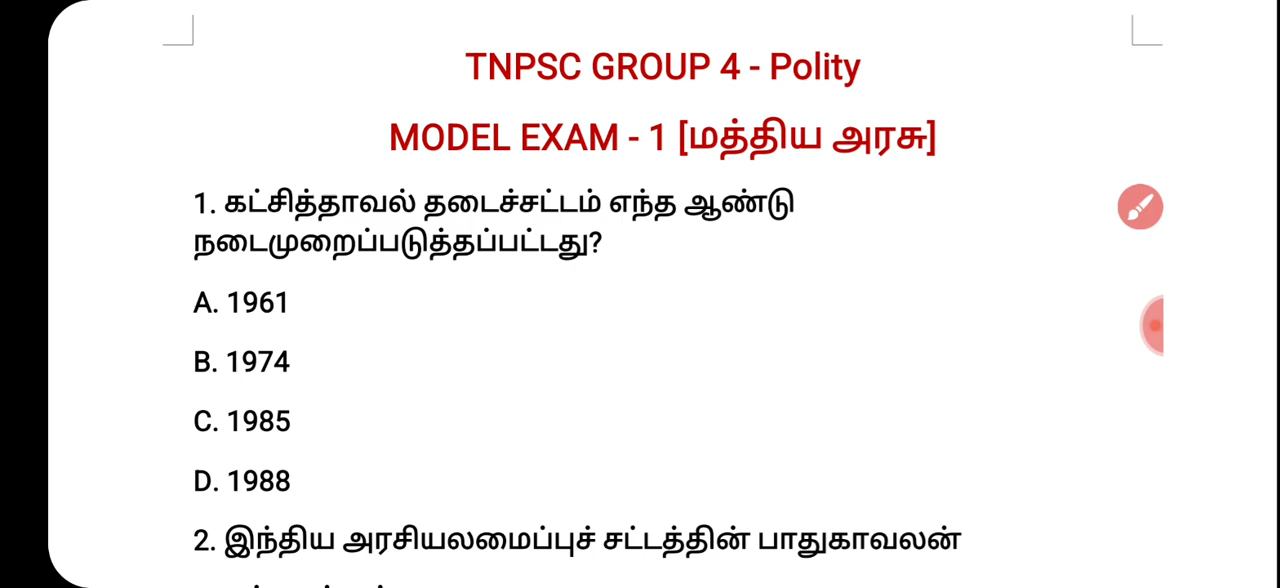 TNPSC GROUP 4 - Polity
MODEL EXAM - 1 [மத்திய அரசு]
1. கட்சித்தாவல் தடைச்சட்டம் எந்த ஆண்டு
நடைமுறைப்படுத்தப்பட்டது?
A. 1961
B. 1974
C. 1985
D. 1988
2. இந்திய அரசியலமைப்புச் சட்டத்தின் பாதுகாவலன்